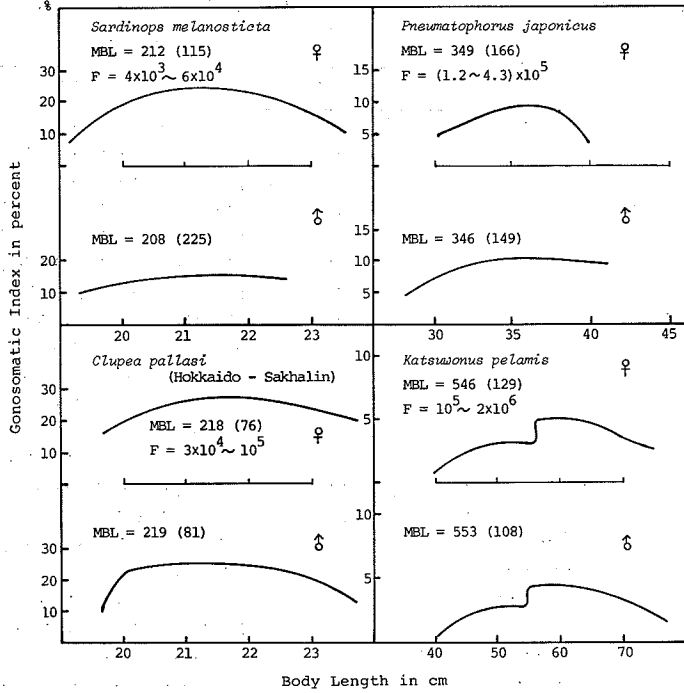 %
Gonosomatic Index in percent
Sardinops melanosticta
MBL = 212 (115) ♀
F = 4x10³ ~ 6x10⁴
30
20
10
MBL = 208 (225) ♂
20
10
20 21 22 23
Pneumatophorus japonicus
MBL = 349 (166) ♀
F = (1.2 ~ 4.3)x10⁵
15
10
5
MBL = 346 (149) ♂
15
10
5
30 35 40 45
Clupea pallasi
(Hokkaido - Sakhalin)
MBL = 218 (76)
F = 3x10⁴ ~ 10⁵ ♀
30
20
10
MBL = 219 (81) ♂
30
20
10
20 21 22 23
Katsuwonus pelamis
MBL = 546 (129) ♀
F = 10⁵ ~ 2x10⁶
10
5
MBL = 553 (108) ♂
10
5
40 50 60 70
Body Length in cm